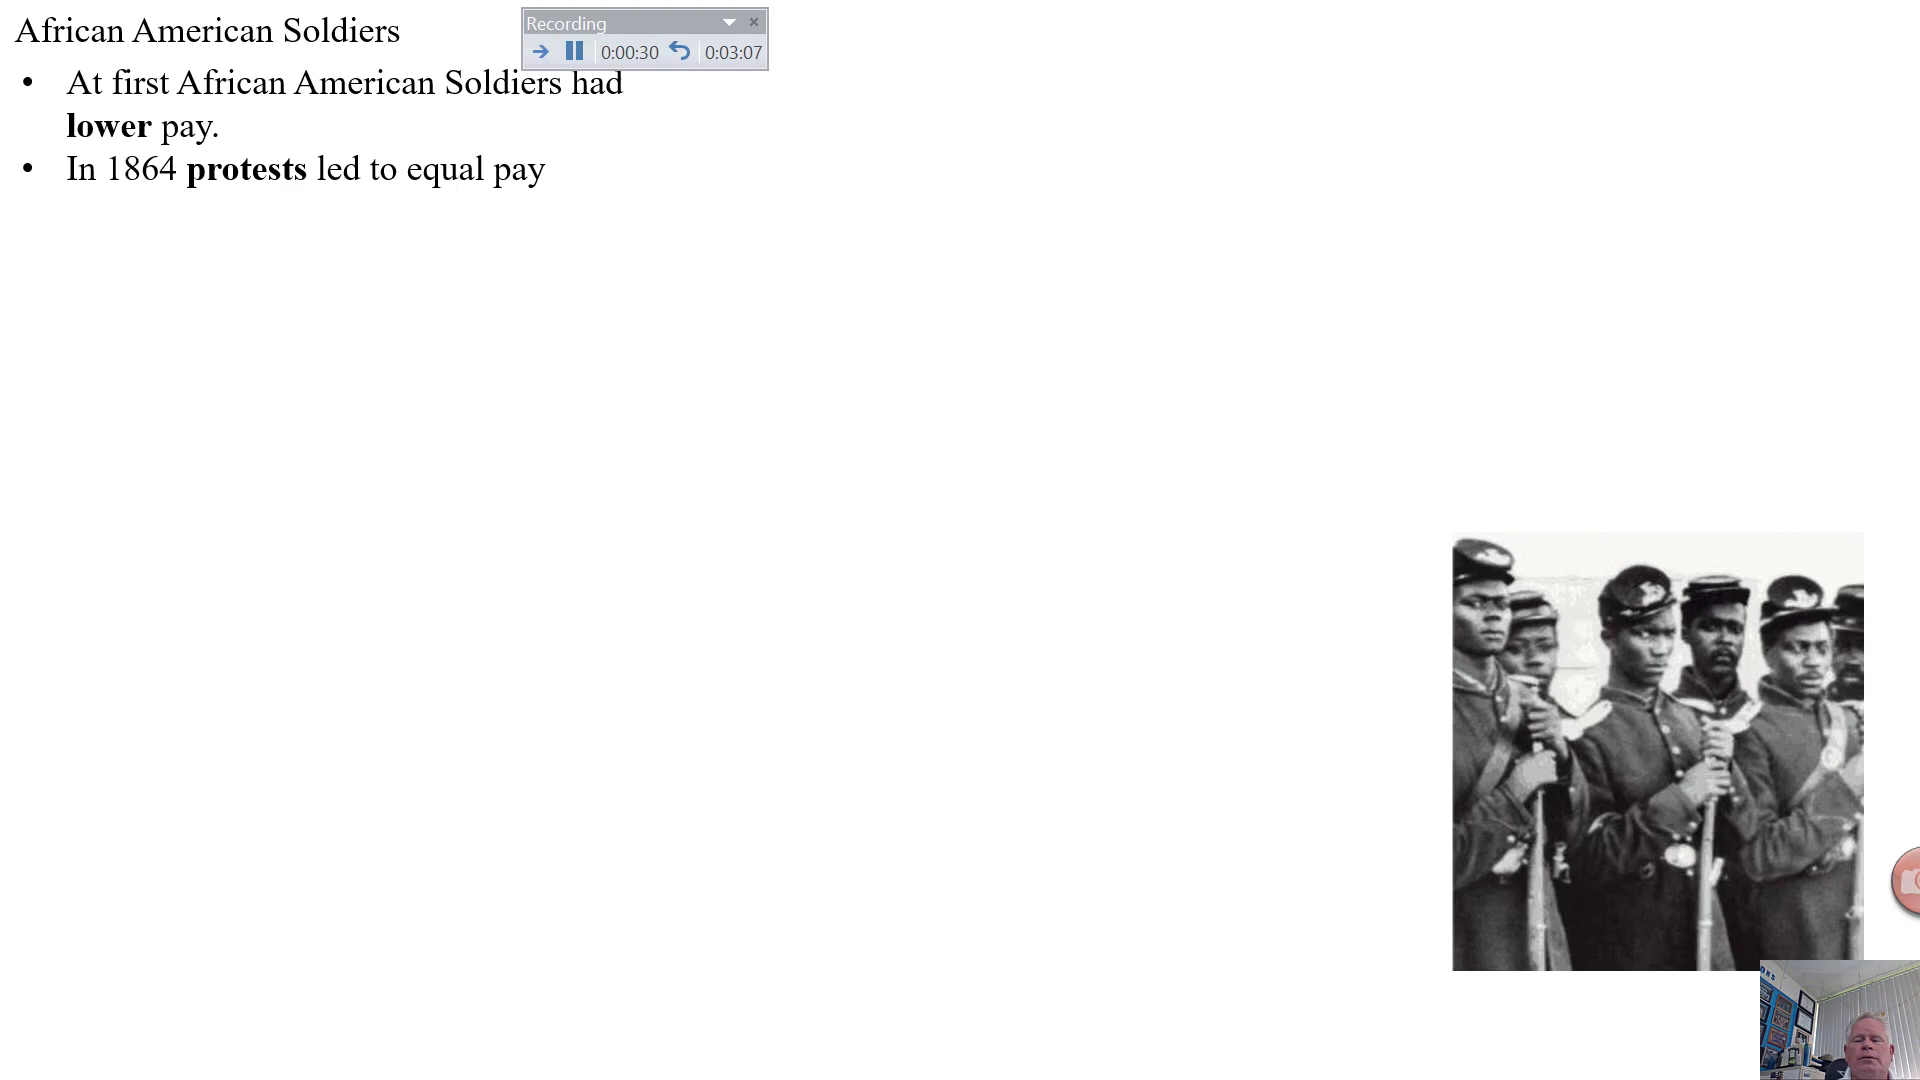 African American Soldiers
Recording
0:00:30 0:03:07
• At first African American Soldiers had
lower pay.
• In 1864 protests led to equal pay